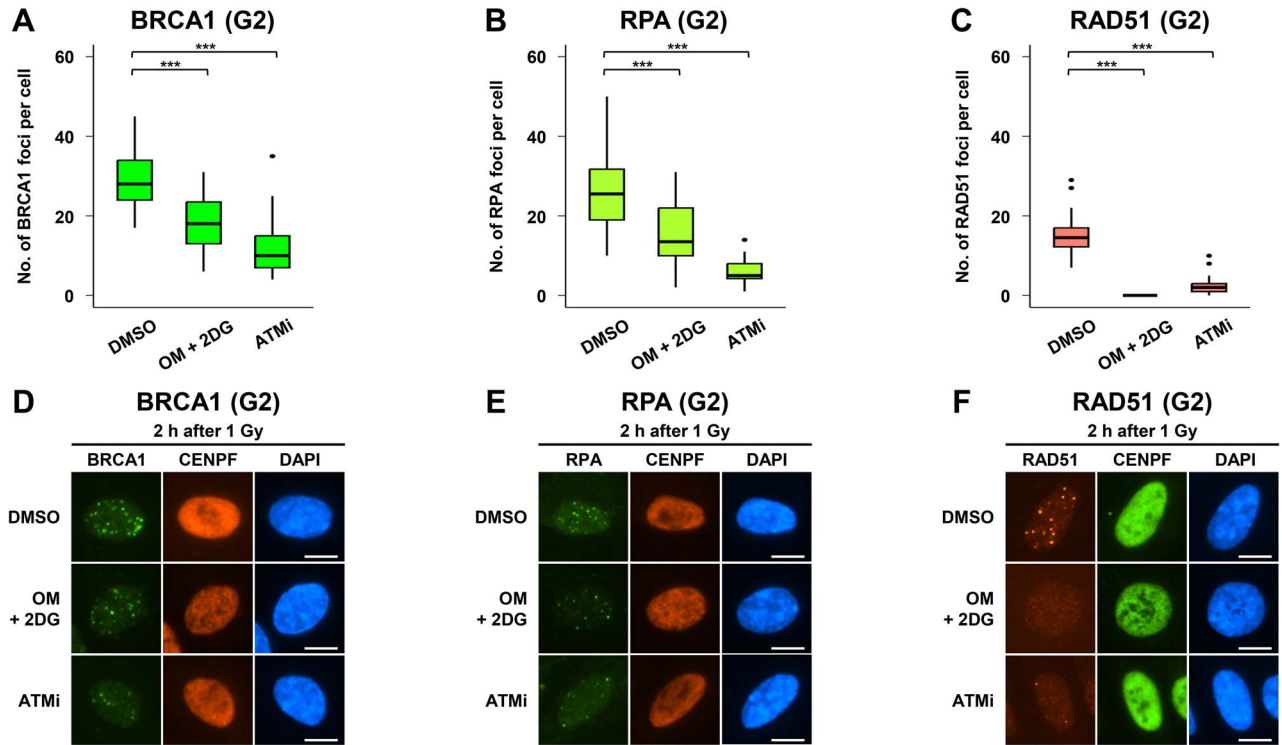 A
BRCA1 (G2)
No. of BRCA1 foci per cell
60
40
20
0
***
***
DMSO
OM + 2DG
ATMi
B
RPA (G2)
No. of RPA foci per cell
60
40
20
0
***
***
DMSO
OM + 2DG
ATMi
C
RAD51 (G2)
No. of RAD51 foci per cell
60
40
20
0
***
***
DMSO
OM + 2DG
ATMi
D
BRCA1 (G2)
2 h after 1 Gy
BRCA1 CENPF DAPI
DMSO
OM
+ 2DG
ATMi
E
RPA (G2)
2 h after 1 Gy
RPA CENPF DAPI
DMSO
OM
+ 2DG
ATMi
F
RAD51 (G2)
2 h after 1 Gy
RAD51 CENPF DAPI
DMSO
OM
+ 2DG
ATMi